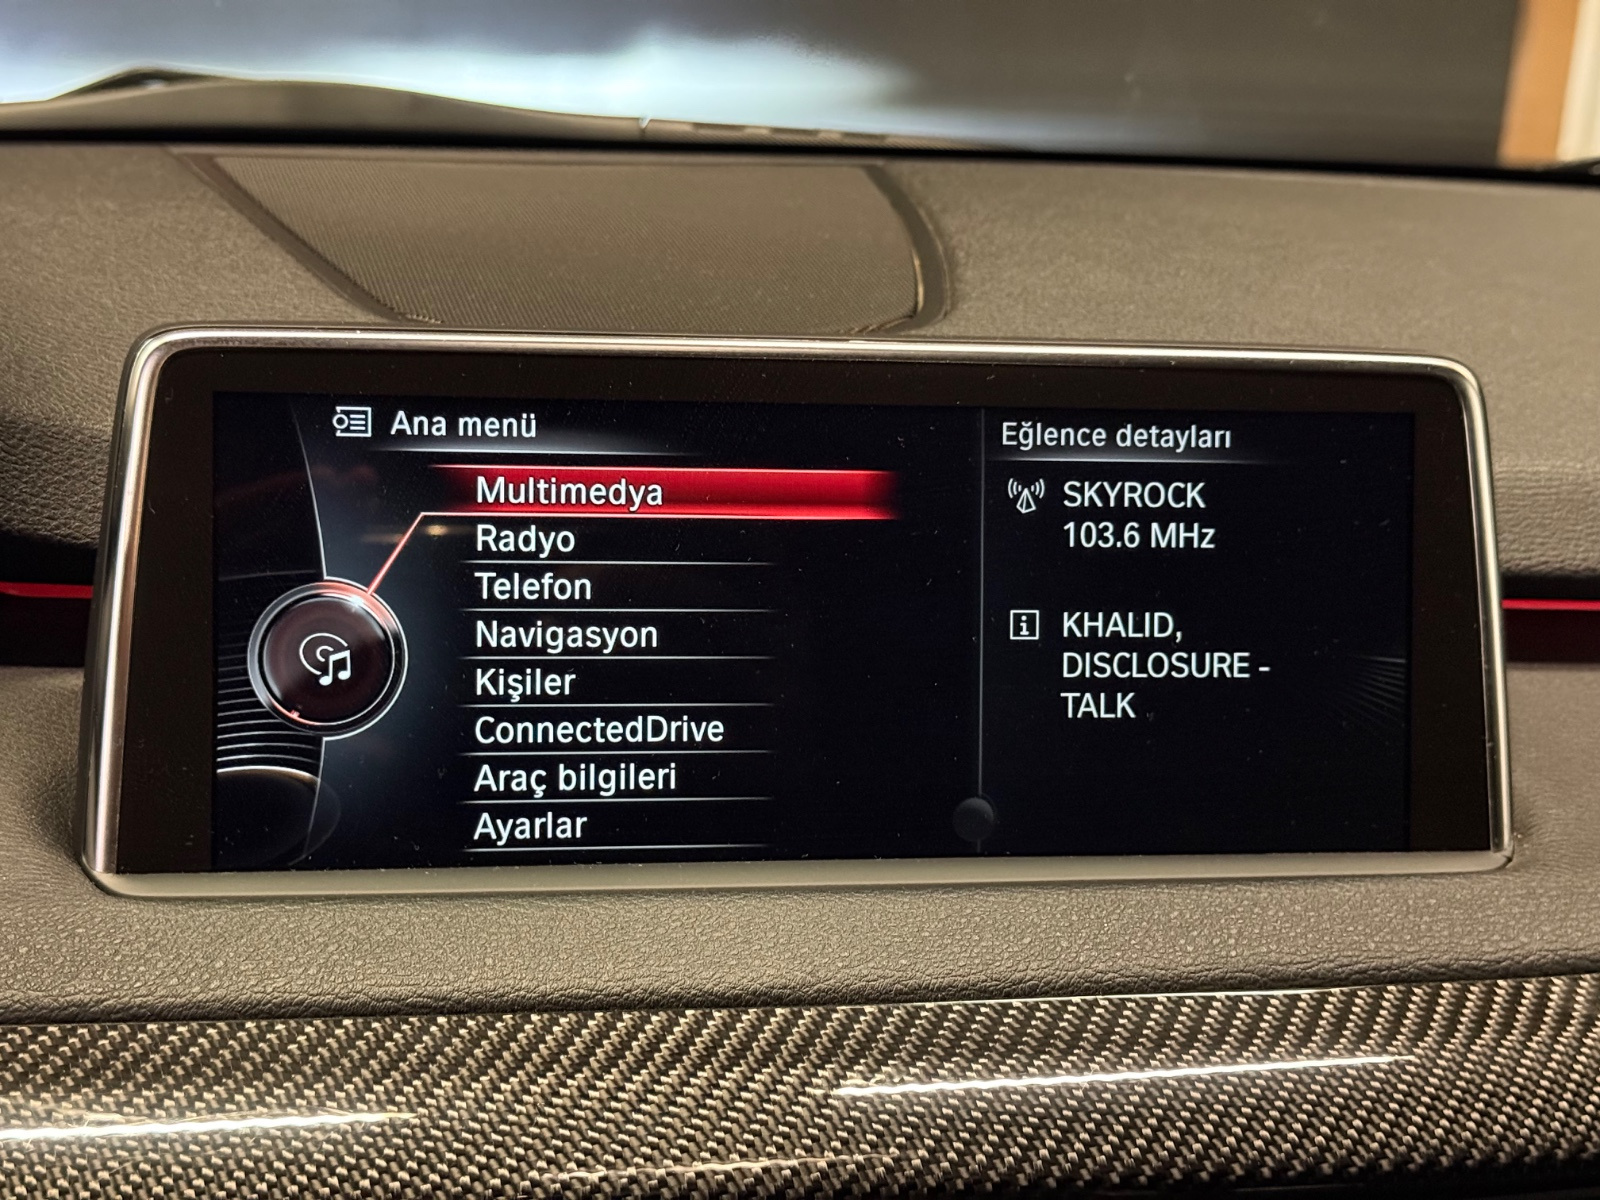 Ana menü
Multimedya
Radyo
Telefon
Navigasyon
Kişiler
ConnectedDrive
Araç bilgileri
Ayarlar
Eğlence detayları
SKYROCK
103.6 MHz
KHALID,
DISCLOSURE -
TALK